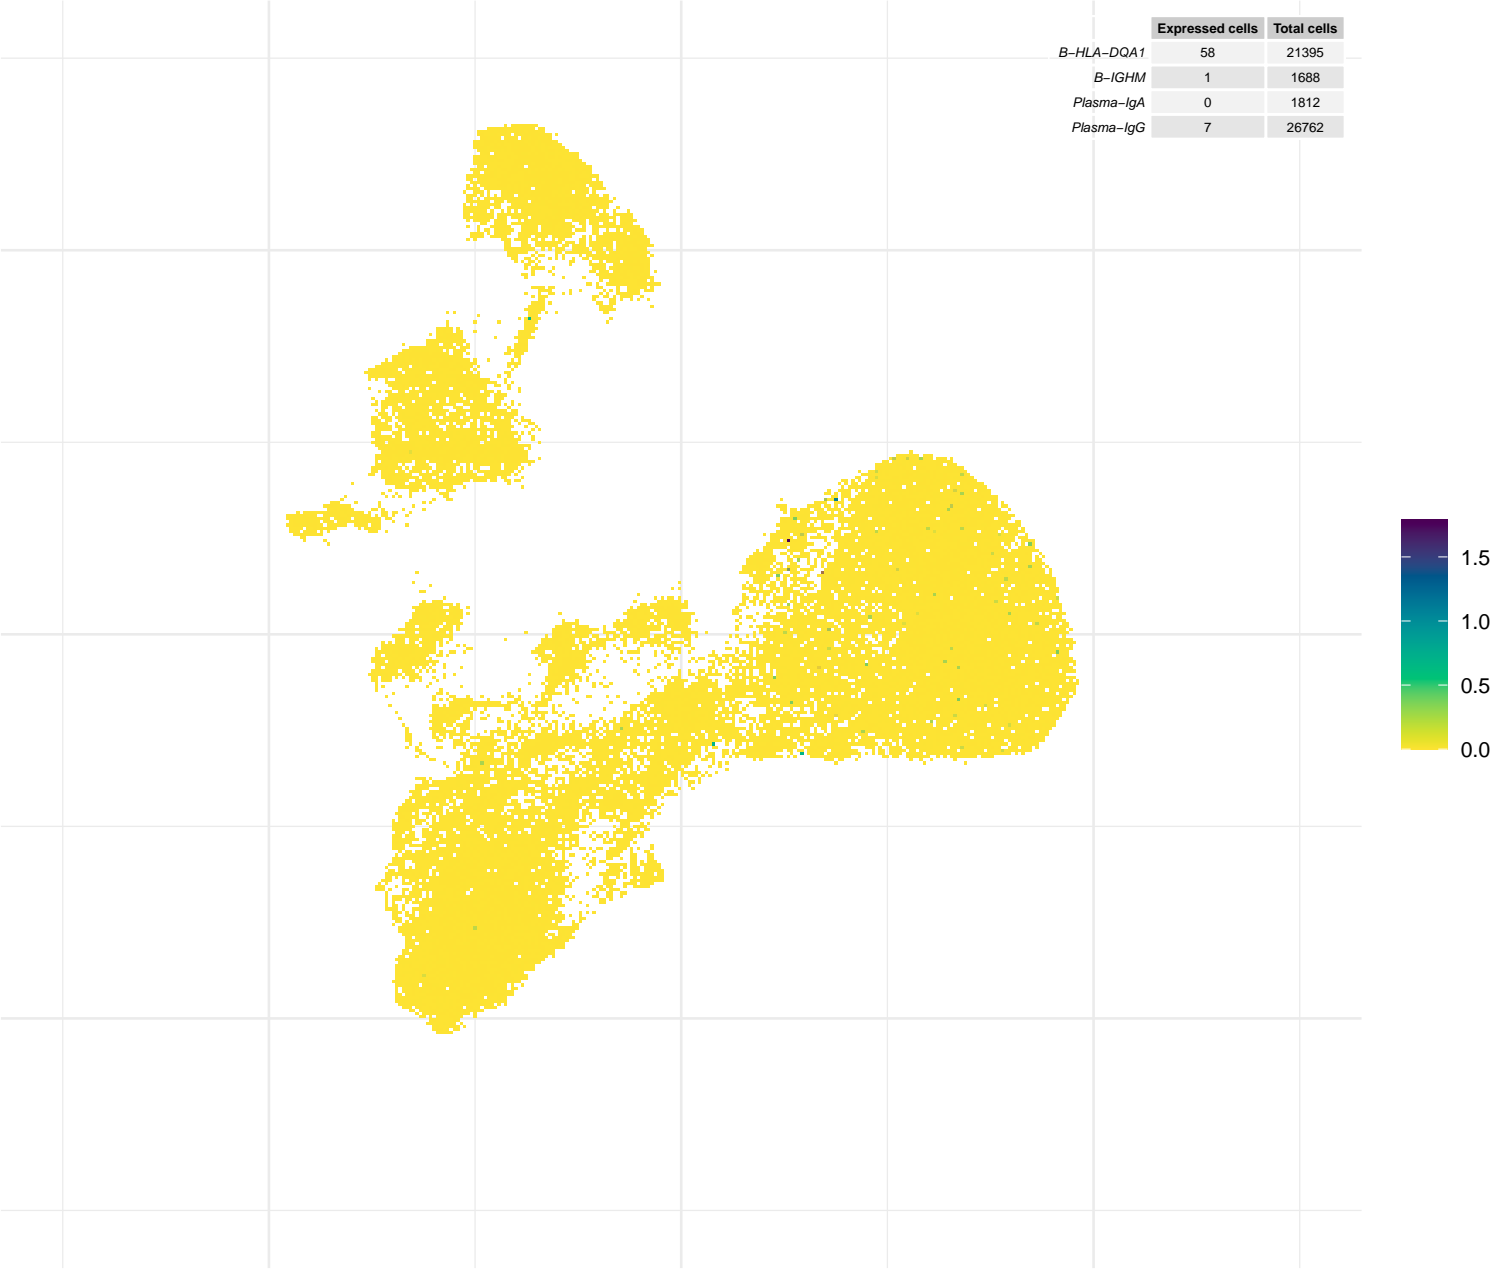 Expressed cells Total cells
B−HLA−DQA1 58 21395
B−IGHM 1 1688
Plasma−IgA 0 1812
Plasma−IgG 7 26762
1.5
1.0
0.5
0.0